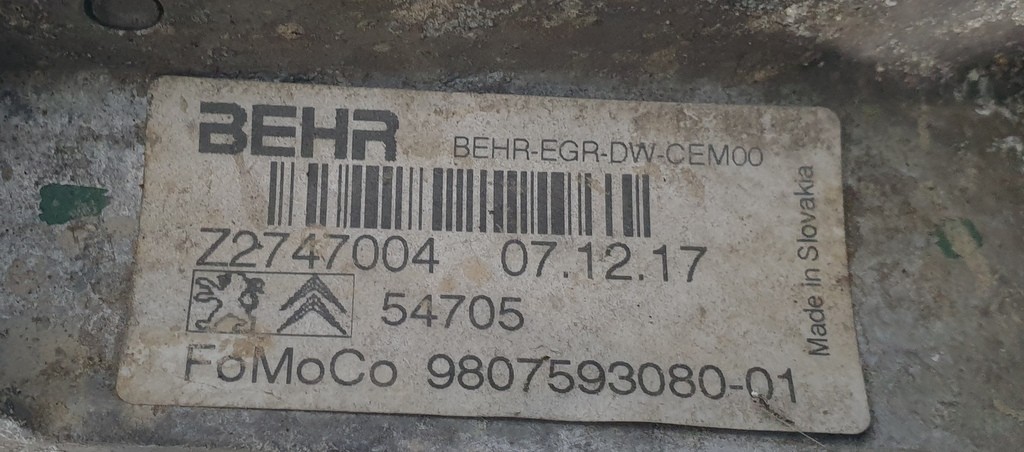 BEHR
BEHR-EGR-DW-CEM00
Z2747004 07.12.17
54705
FoMoCo 9807593080-01
Made in Slovakia